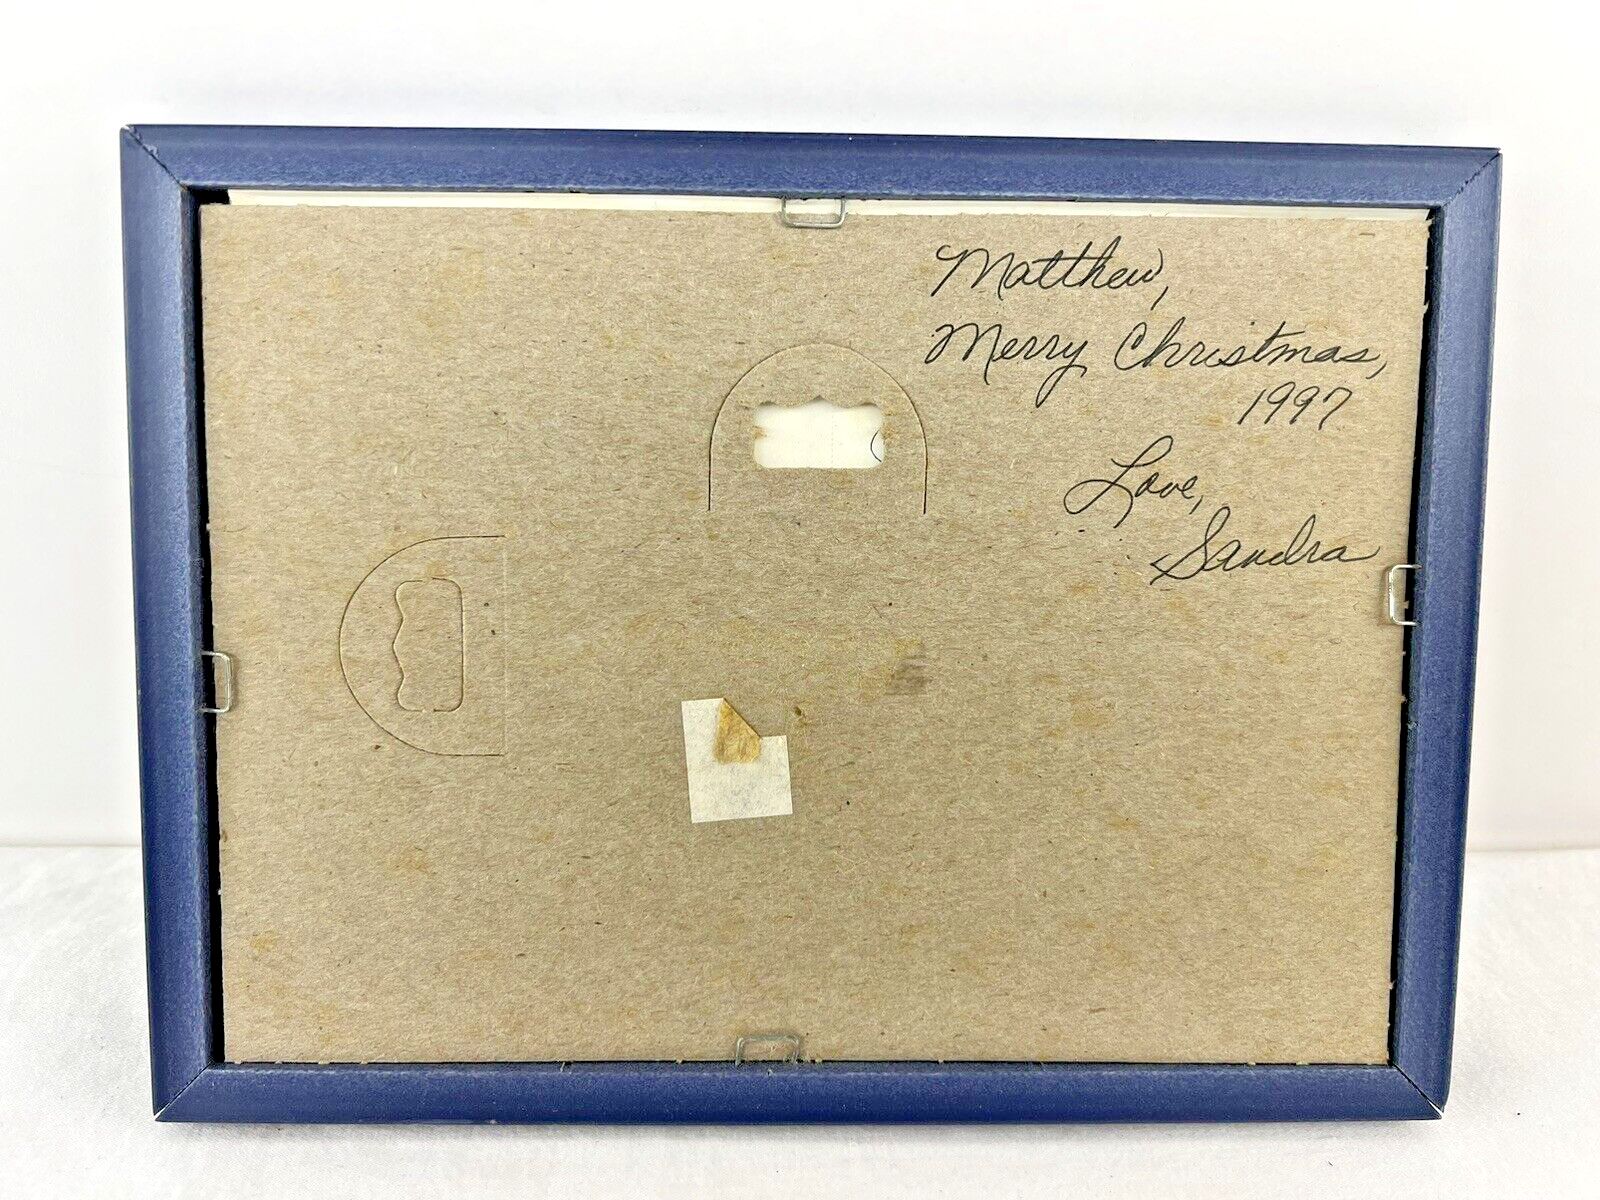 Matthew,
Merry Christmas,
1997
Love,
Sandra